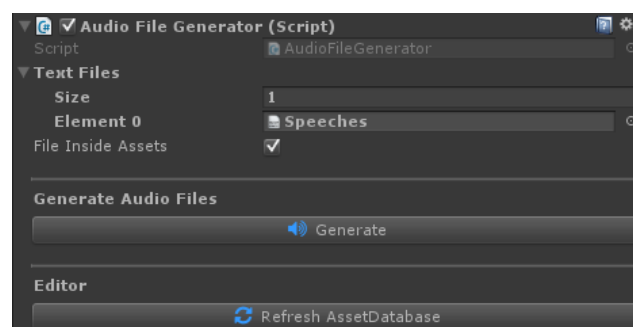 Audio File Generator (Script)
Script AudioFileGenerator
Text Files
Size 1
Element 0 Speeches
File Inside Assets
Generate Audio Files
Generate
Editor
Refresh AssetDatabase